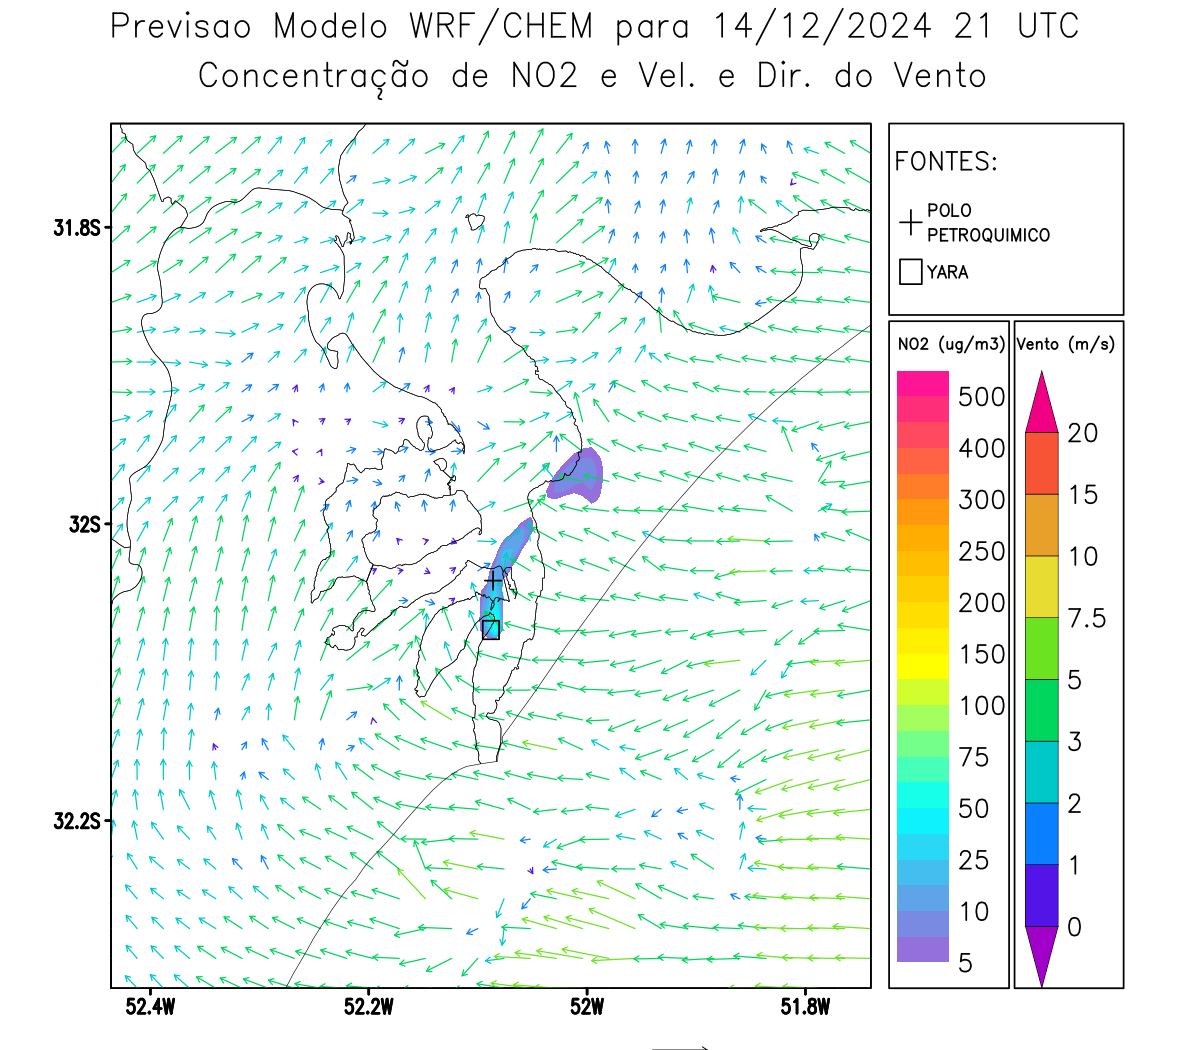 Previsao Modelo WRF/CHEM para 14/12/2024 21 UTC
Concentração de NO2 e Vel. e Dir. do Vento
FONTES:
POLO
PETROQUIMICO
YARA
31.8S
32S
32.2S
52.4W
52.2W
52W
51.8W
NO2 (ug/m3)
500
400
300
250
200
150
100
75
50
25
10
5
Vento (m/s)
20
15
10
7.5
5
3
2
1
0